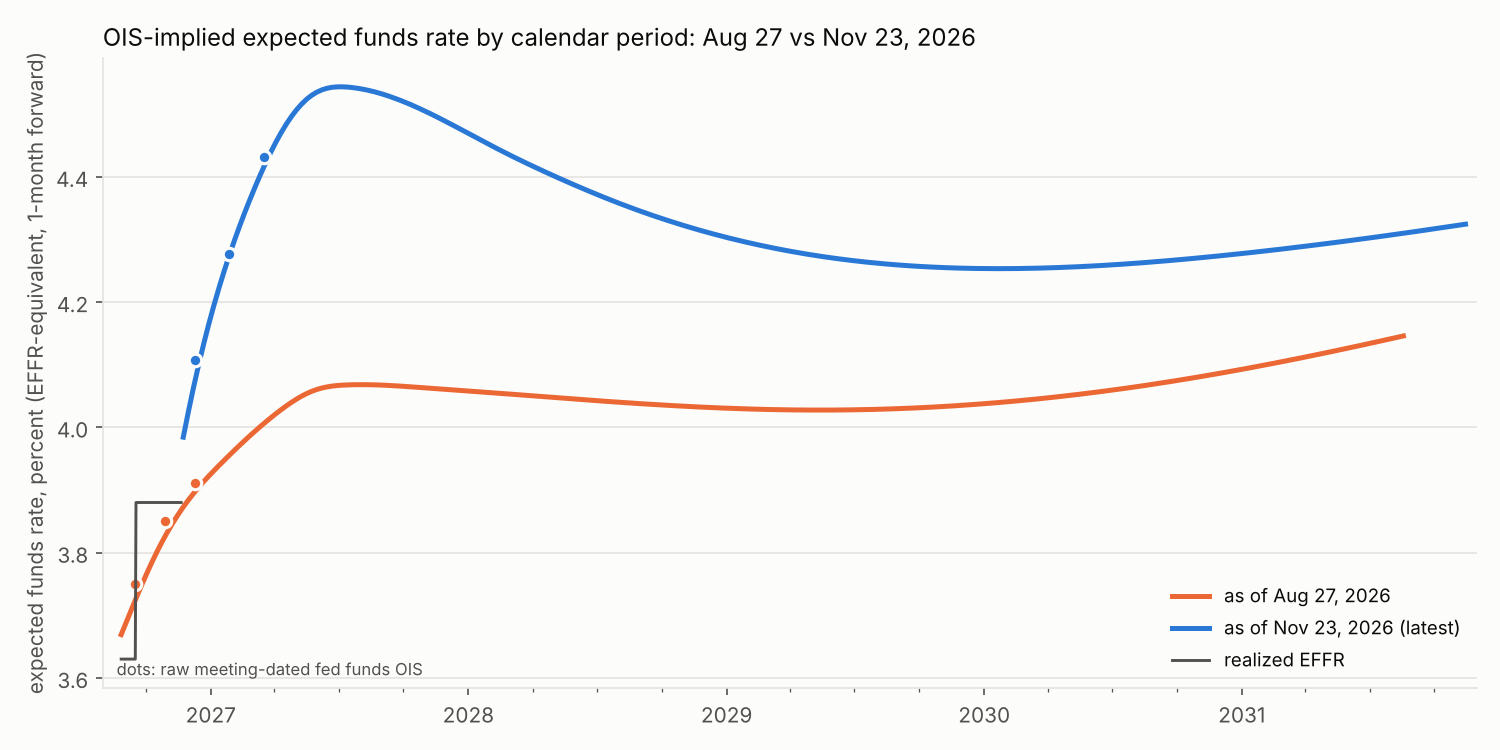 OIS-implied expected funds rate by calendar period: Aug 27 vs Nov 23, 2026
expected funds rate, percent (EFFR-equivalent, 1-month forward)
4.4
4.2
4.0
3.8
3.6
as of Aug 27, 2026
as of Nov 23, 2026 (latest)
realized EFFR
dots: raw meeting-dated fed funds OIS
2027
2028
2029
2030
2031